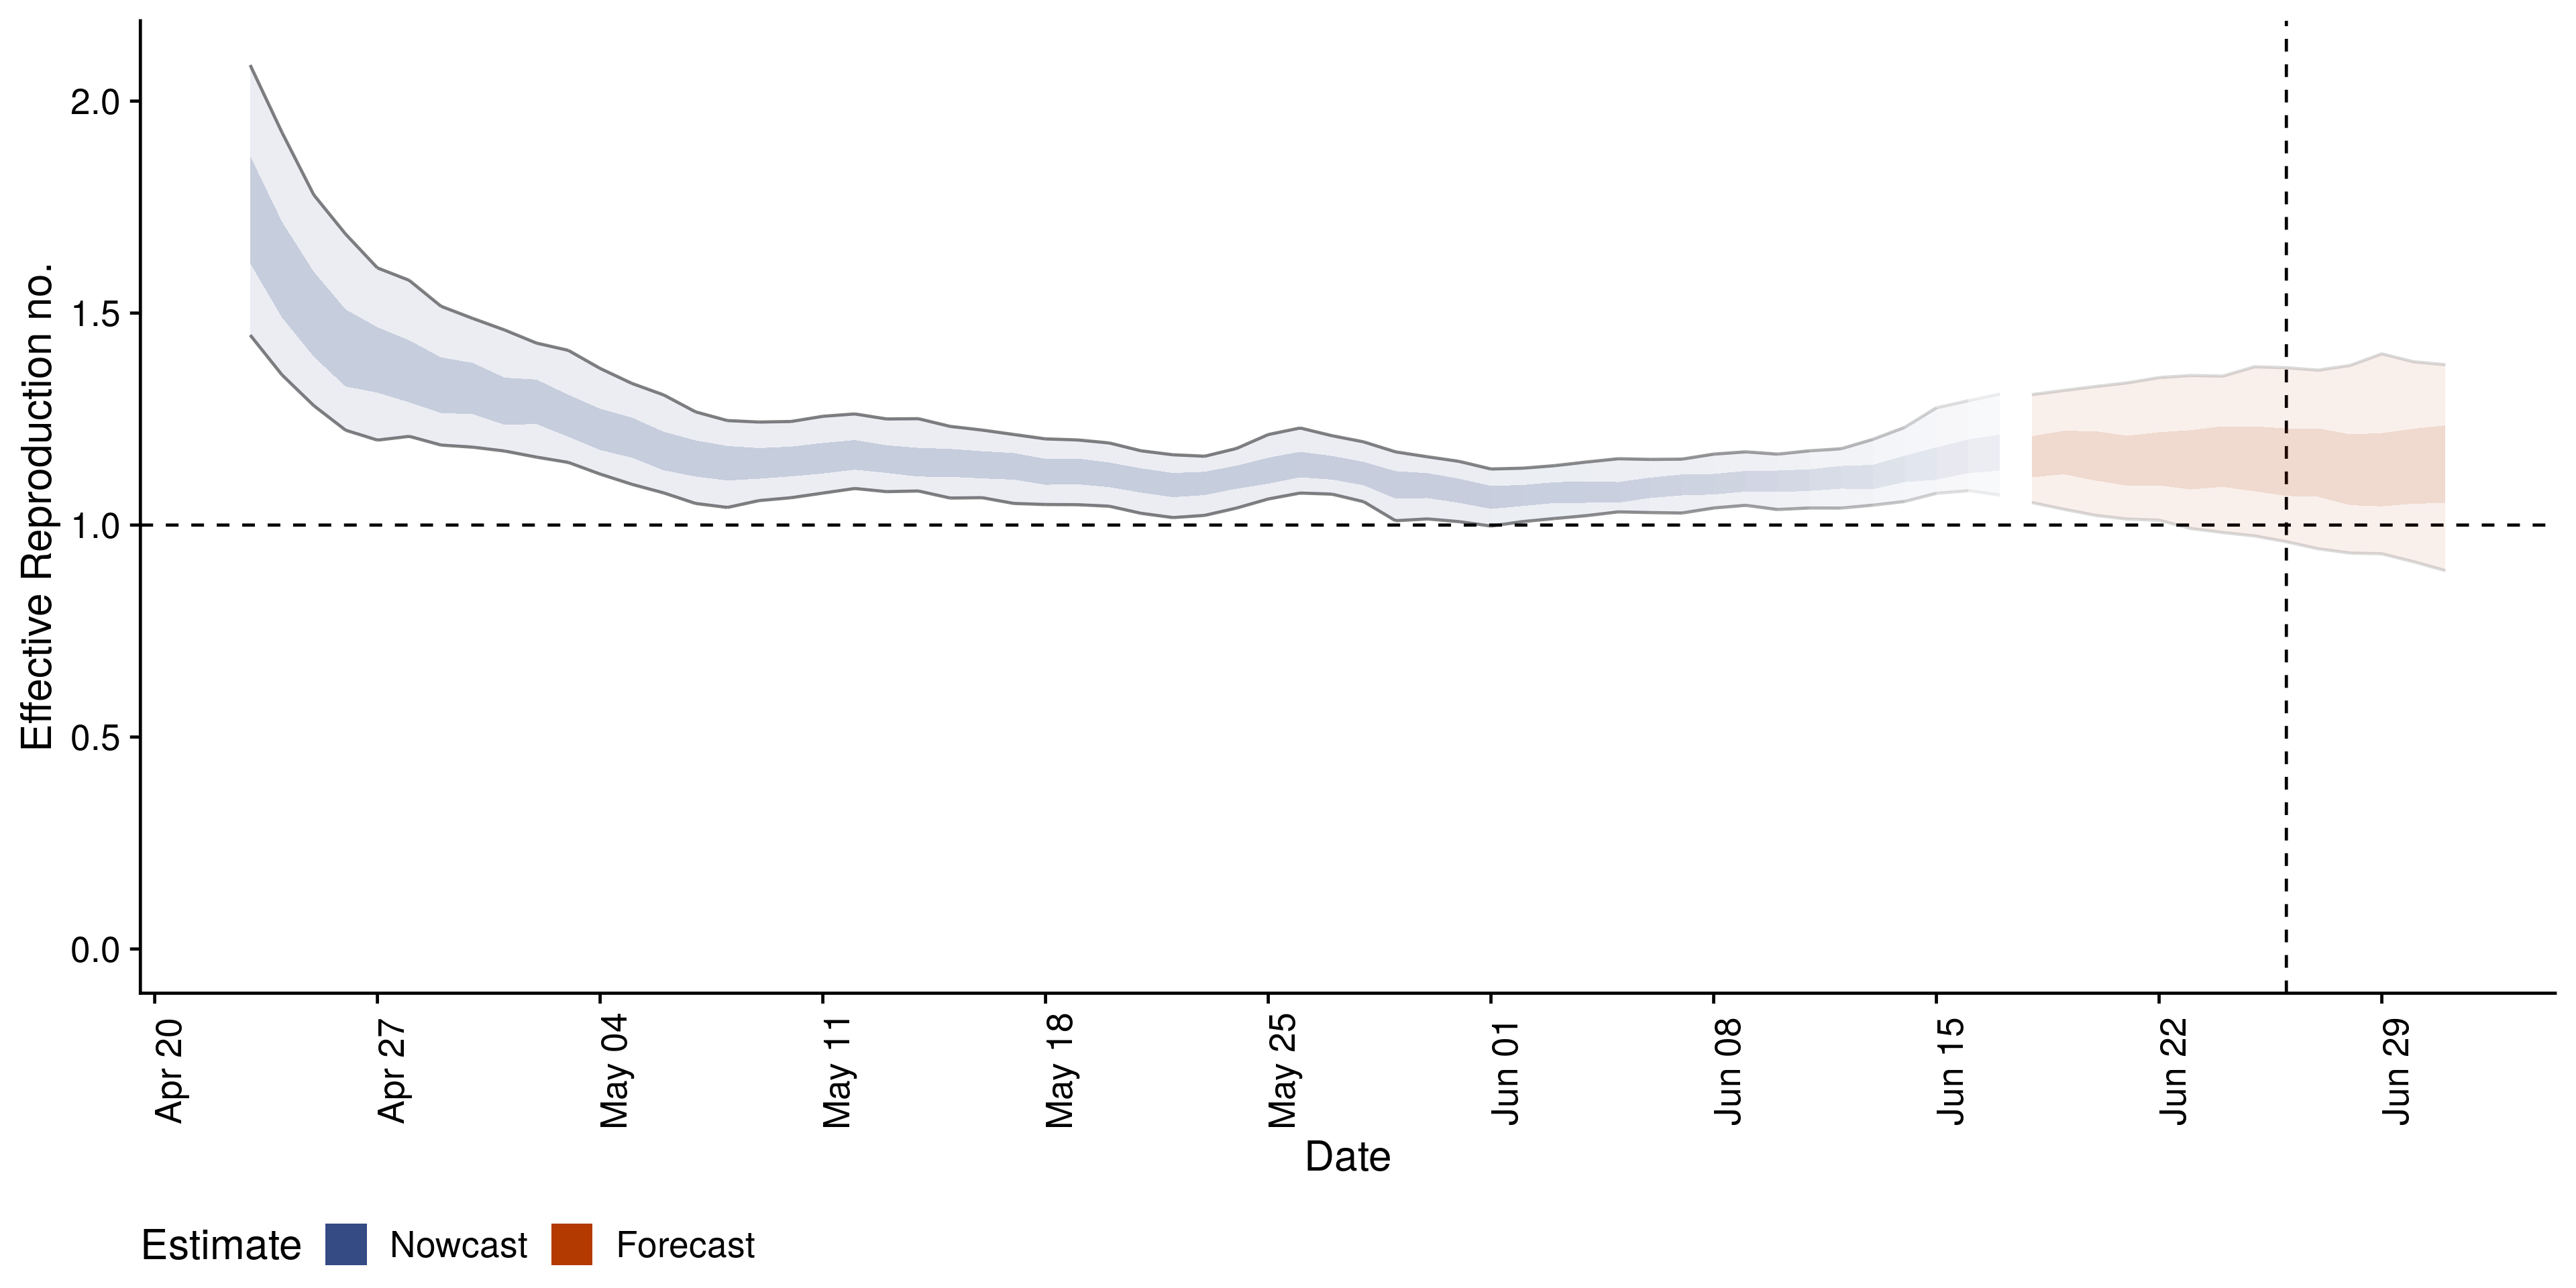 Effective Reproduction no.
2.0
1.5
1.0
0.5
0.0
Apr 20
Apr 27
May 04
May 11
May 18
May 25
Jun 01
Jun 08
Jun 15
Jun 22
Jun 29
Date
Estimate Nowcast Forecast